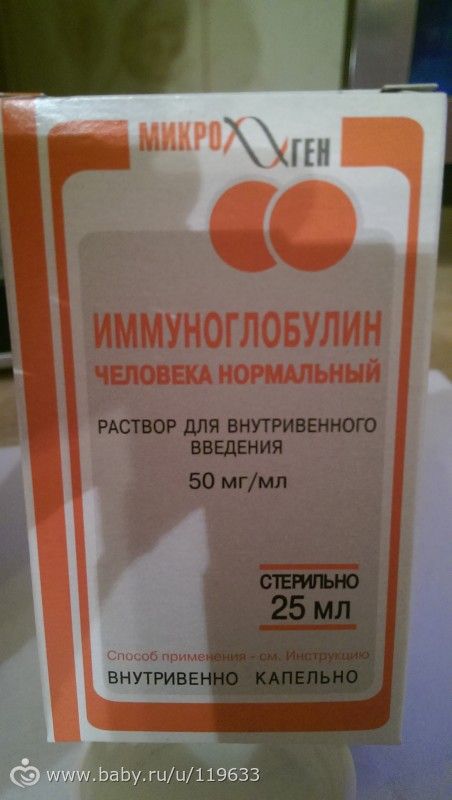 МИКРОГЕН
ИММУНОГЛОБУЛИН
ЧЕЛОВЕКА НОРМАЛЬНЫЙ
РАСТВОР ДЛЯ ВНУТРИВЕННОГО
ВВЕДЕНИЯ
50 мг/мл
СТЕРИЛЬНО
25 мл
Способ применения - см. Инструкцию
ВНУТРИВЕННО КАПЕЛЬНО
www.baby.ru/u/119633